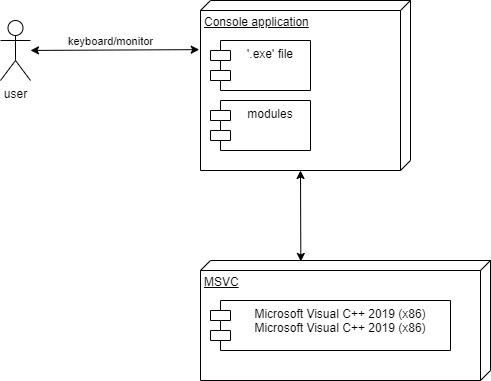 Console application
keyboard/monitor
'.exe' file
user
modules
MSVC
Microsoft Visual C++ 2019 (x86)
Microsoft Visual C++ 2019 (x86)